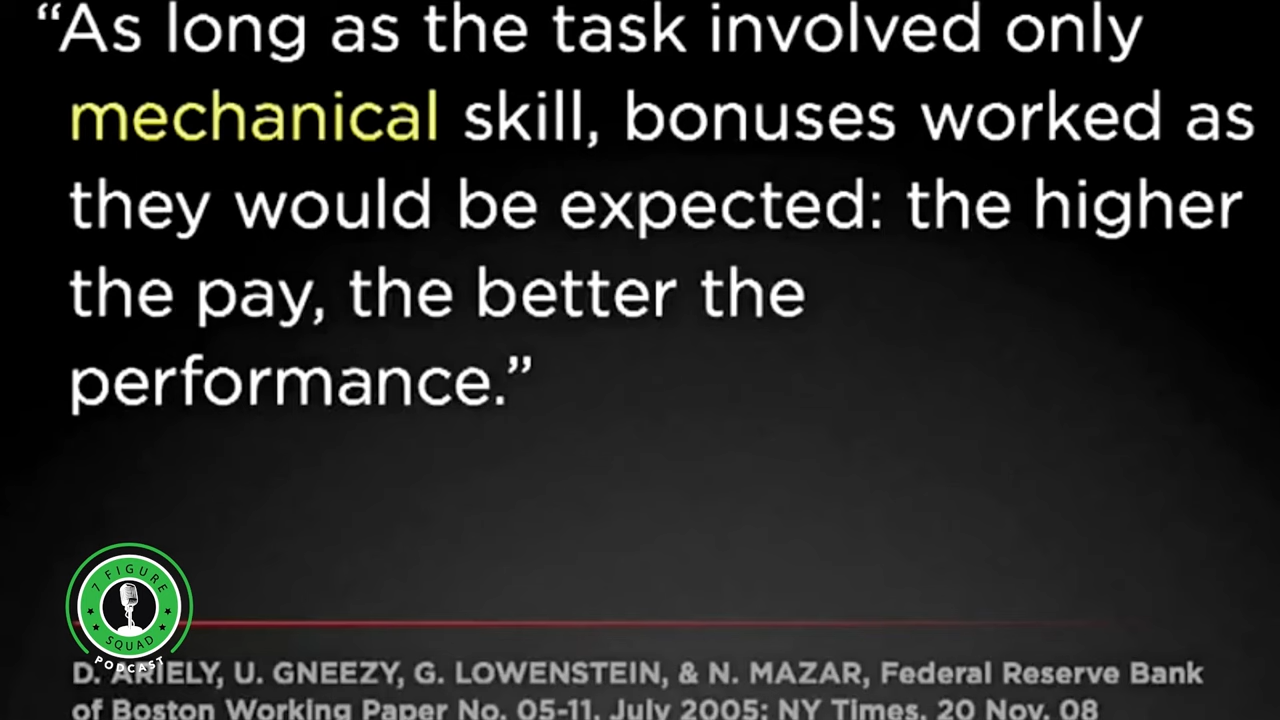 “As long as the task involved only
mechanical skill, bonuses worked as
they would be expected: the higher
the pay, the better the
performance.”
7 FIGURE
SQUAD
PODCAST
D. ARIELY, U. GNEEZY, G. LOWENSTEIN, & N. MAZAR, Federal Reserve Bank
of Boston Working Paper No. 05-11, July 2005; NY Times, 20 Nov. 08